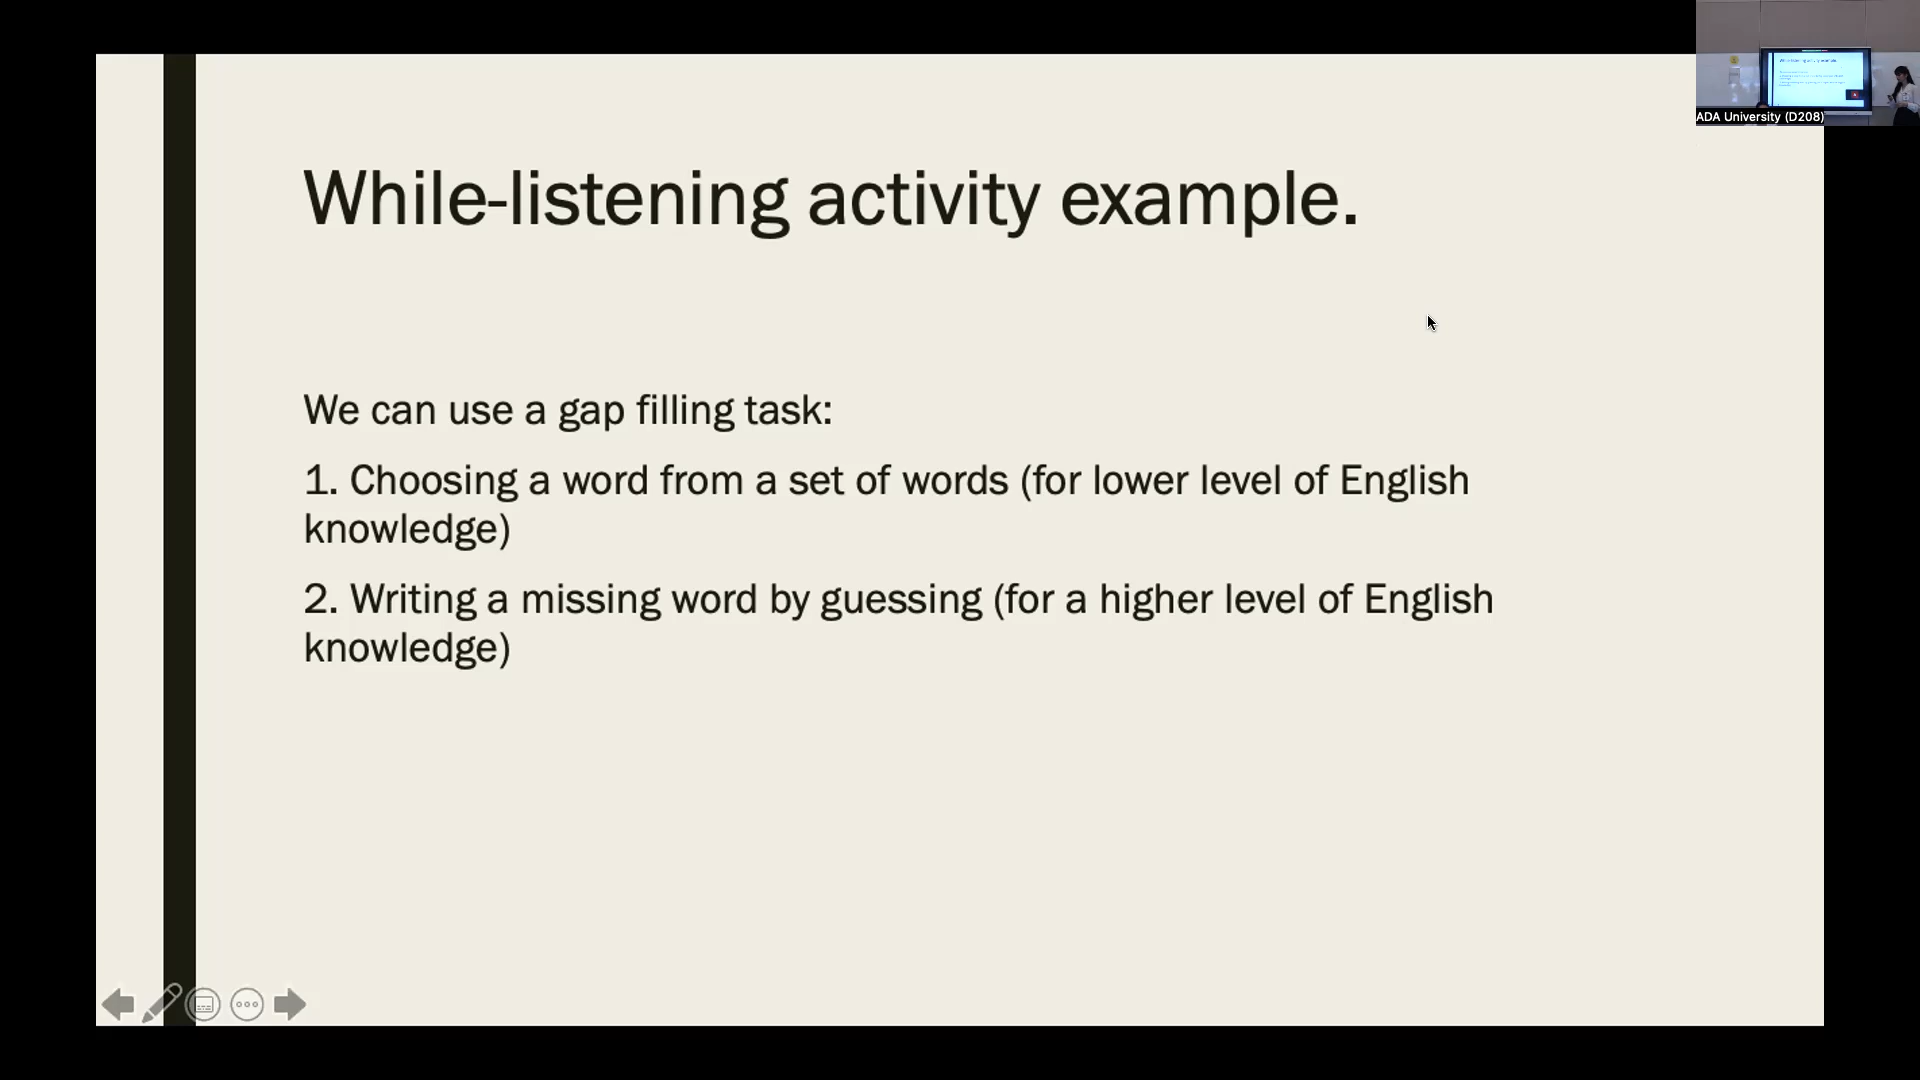 While-listening activity example.
We can use a gap filling task:
1. Choosing a word from a set of words (for lower level of English
knowledge)
2. Writing a missing word by guessing (for a higher level of English
knowledge)
ADA University (D208)